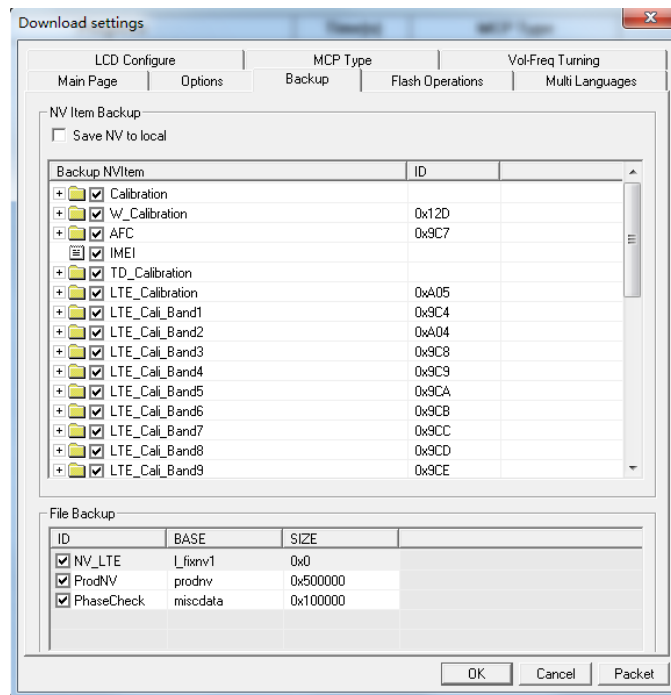 Download settings
LCD Configure MCP Type Vol-Freq Turning
Main Page Options Backup Flash Operations Multi Languages
NV Item Backup
Save NV to local
Backup NVItem ID
Calibration
W_Calibration 0x12D
AFC 0x9C7
IMEI
TD_Calibration
LTE_Calibration 0xA05
LTE_Cali_Band1 0x9C4
LTE_Cali_Band2 0xA04
LTE_Cali_Band3 0x9C8
LTE_Cali_Band4 0x9C9
LTE_Cali_Band5 0x9CA
LTE_Cali_Band6 0x9CB
LTE_Cali_Band7 0x9CC
LTE_Cali_Band8 0x9CD
LTE_Cali_Band9 0x9CE
File Backup
ID BASE SIZE
NV_LTE l_fixnv1 0x0
ProdNV prodnv 0x500000
PhaseCheck miscdata 0x100000
OK Cancel Packet